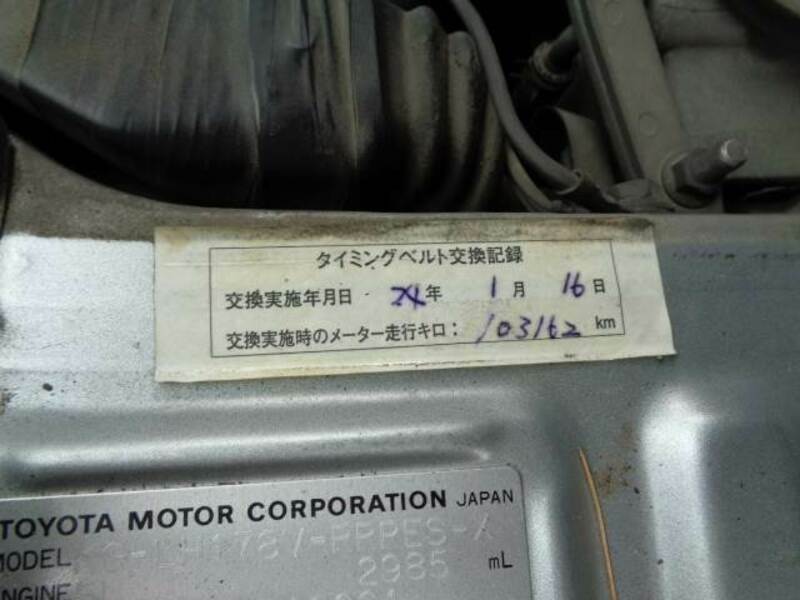 タイミングベルト交換記録
交換実施年月日 24年 1月 16日
交換実施時のメーター走行キロ: 103162 km
TOYOTA MOTOR CORPORATION JAPAN
MODEL
2985 mL
ENGINE